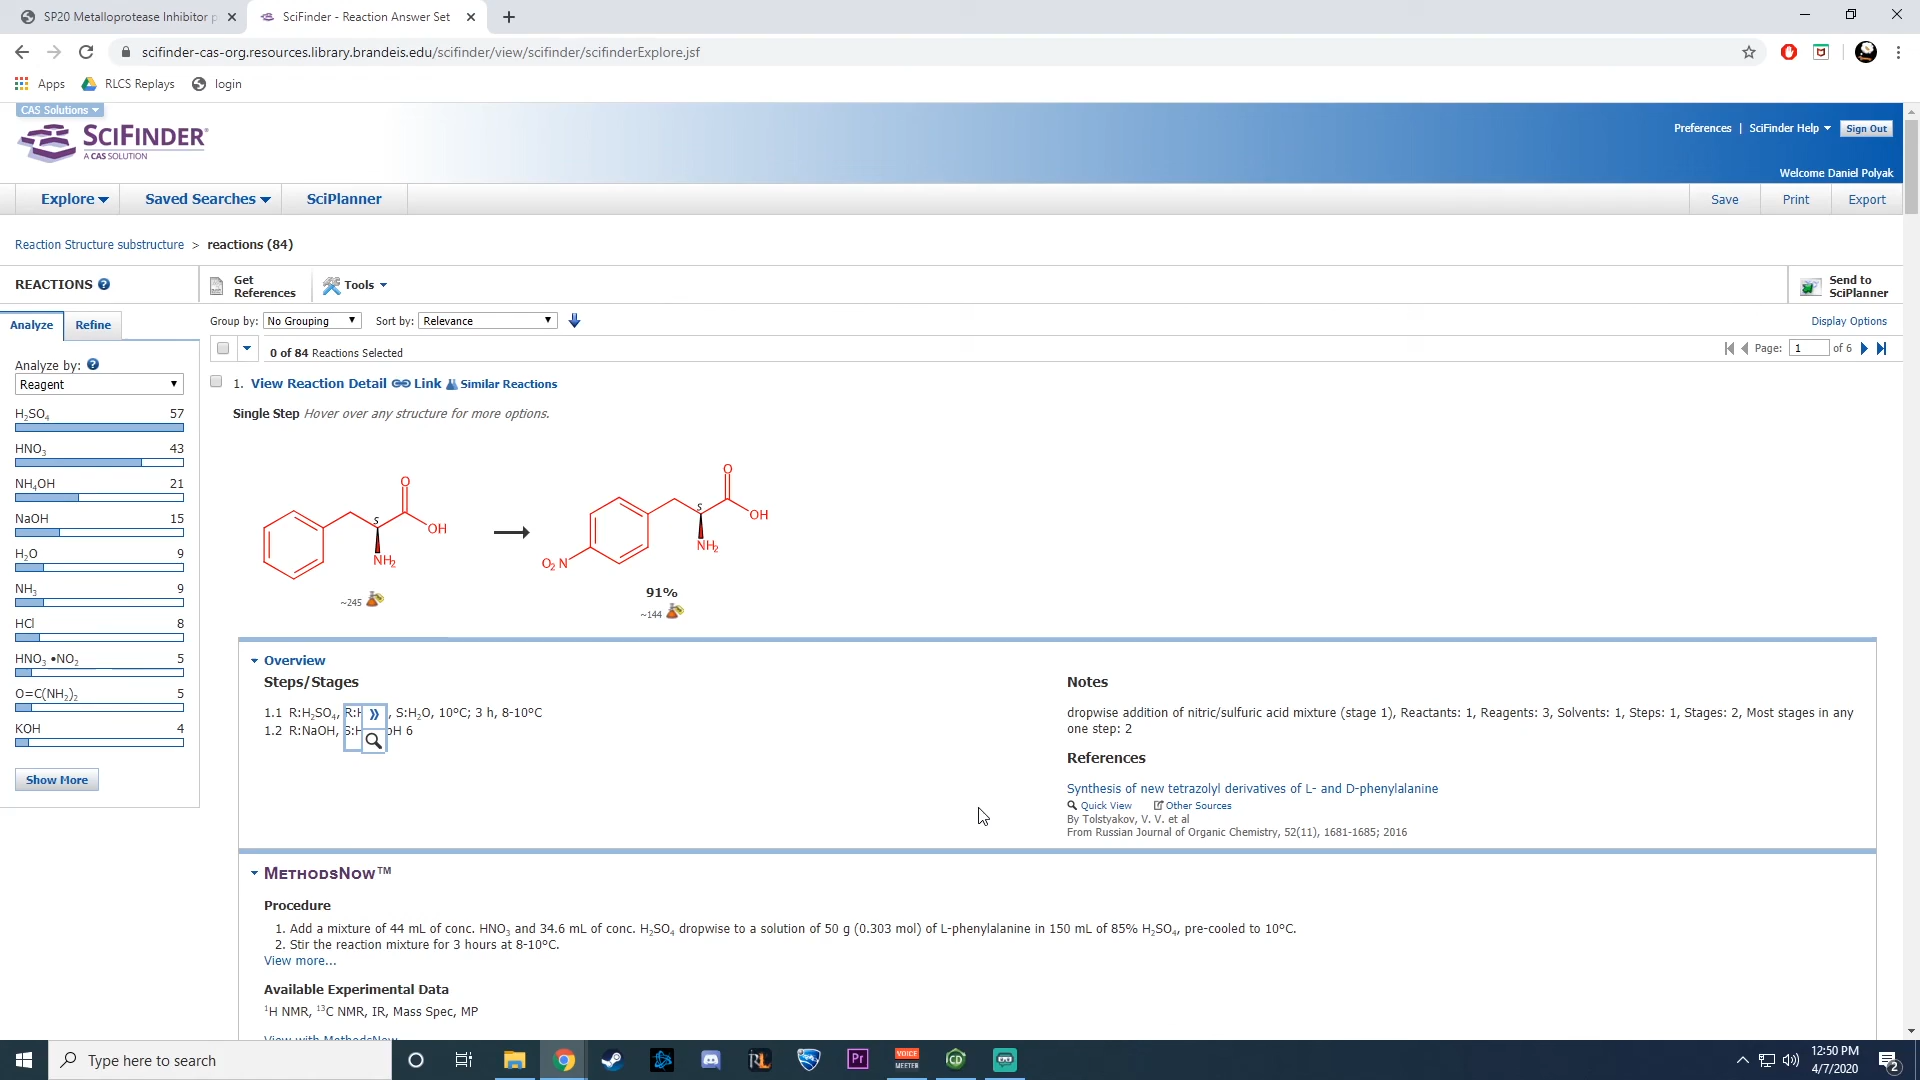 SP20 Metalloprotease Inhibitor p
SciFinder - Reaction Answer Set
scifinder-cas-org.resources.library.brandeis.edu/scifinder/view/scifinder/scifinderExplore.jsf
Apps
RLCS Replays
login
CAS Solutions
SCIFINDER
A CAS SOLUTION
Preferences | SciFinder Help
Sign Out
Welcome Daniel Polyak
Explore
Saved Searches
SciPlanner
Save
Print
Export
Reaction Structure substructure > reactions (84)
REACTIONS ?
Get References
Tools
Send to SciPlanner
Analyze
Refine
Group by: No Grouping
Sort by: Relevance
Display Options
0 of 84 Reactions Selected
Page: 1 of 6
Analyze by: ?
Reagent
H₂SO₄ 57
HNO₃ 43
NH₄OH 21
NaOH 15
H₂O 9
NH₃ 9
HCl 8
HNO₃ •NO₂ 5
O=C(NH₂)₂ 5
KOH 4
Show More
1. View Reaction Detail Link Similar Reactions
Single Step Hover over any structure for more options.
O
S
OH
NH₂
~245
O
S
OH
NH₂
O₂N
91%
~144
Overview
Steps/Stages
1.1 R:H₂SO₄, R:H , S:H₂O, 10°C; 3 h, 8-10°C
1.2 R:NaOH, S:H pH 6
Notes
dropwise addition of nitric/sulfuric acid mixture (stage 1), Reactants: 1, Reagents: 3, Solvents: 1, Steps: 1, Stages: 2, Most stages in any
one step: 2
References
Synthesis of new tetrazolyl derivatives of L- and D-phenylalanine
Quick View Other Sources
By Tolstyakov, V. V. et al
From Russian Journal of Organic Chemistry, 52(11), 1681-1685; 2016
METHODSNOW™
Procedure
1. Add a mixture of 44 mL of conc. HNO₃ and 34.6 mL of conc. H₂SO₄ dropwise to a solution of 50 g (0.303 mol) of L-phenylalanine in 150 mL of 85% H₂SO₄, pre-cooled to 10°C.
2. Stir the reaction mixture for 3 hours at 8-10°C.
View more...
Available Experimental Data
¹H NMR, ¹³C NMR, IR, Mass Spec, MP
View with MethodsNow
Type here to search
RL
Pr
VOICE MEETER
CD
12:50 PM
4/7/2020
2